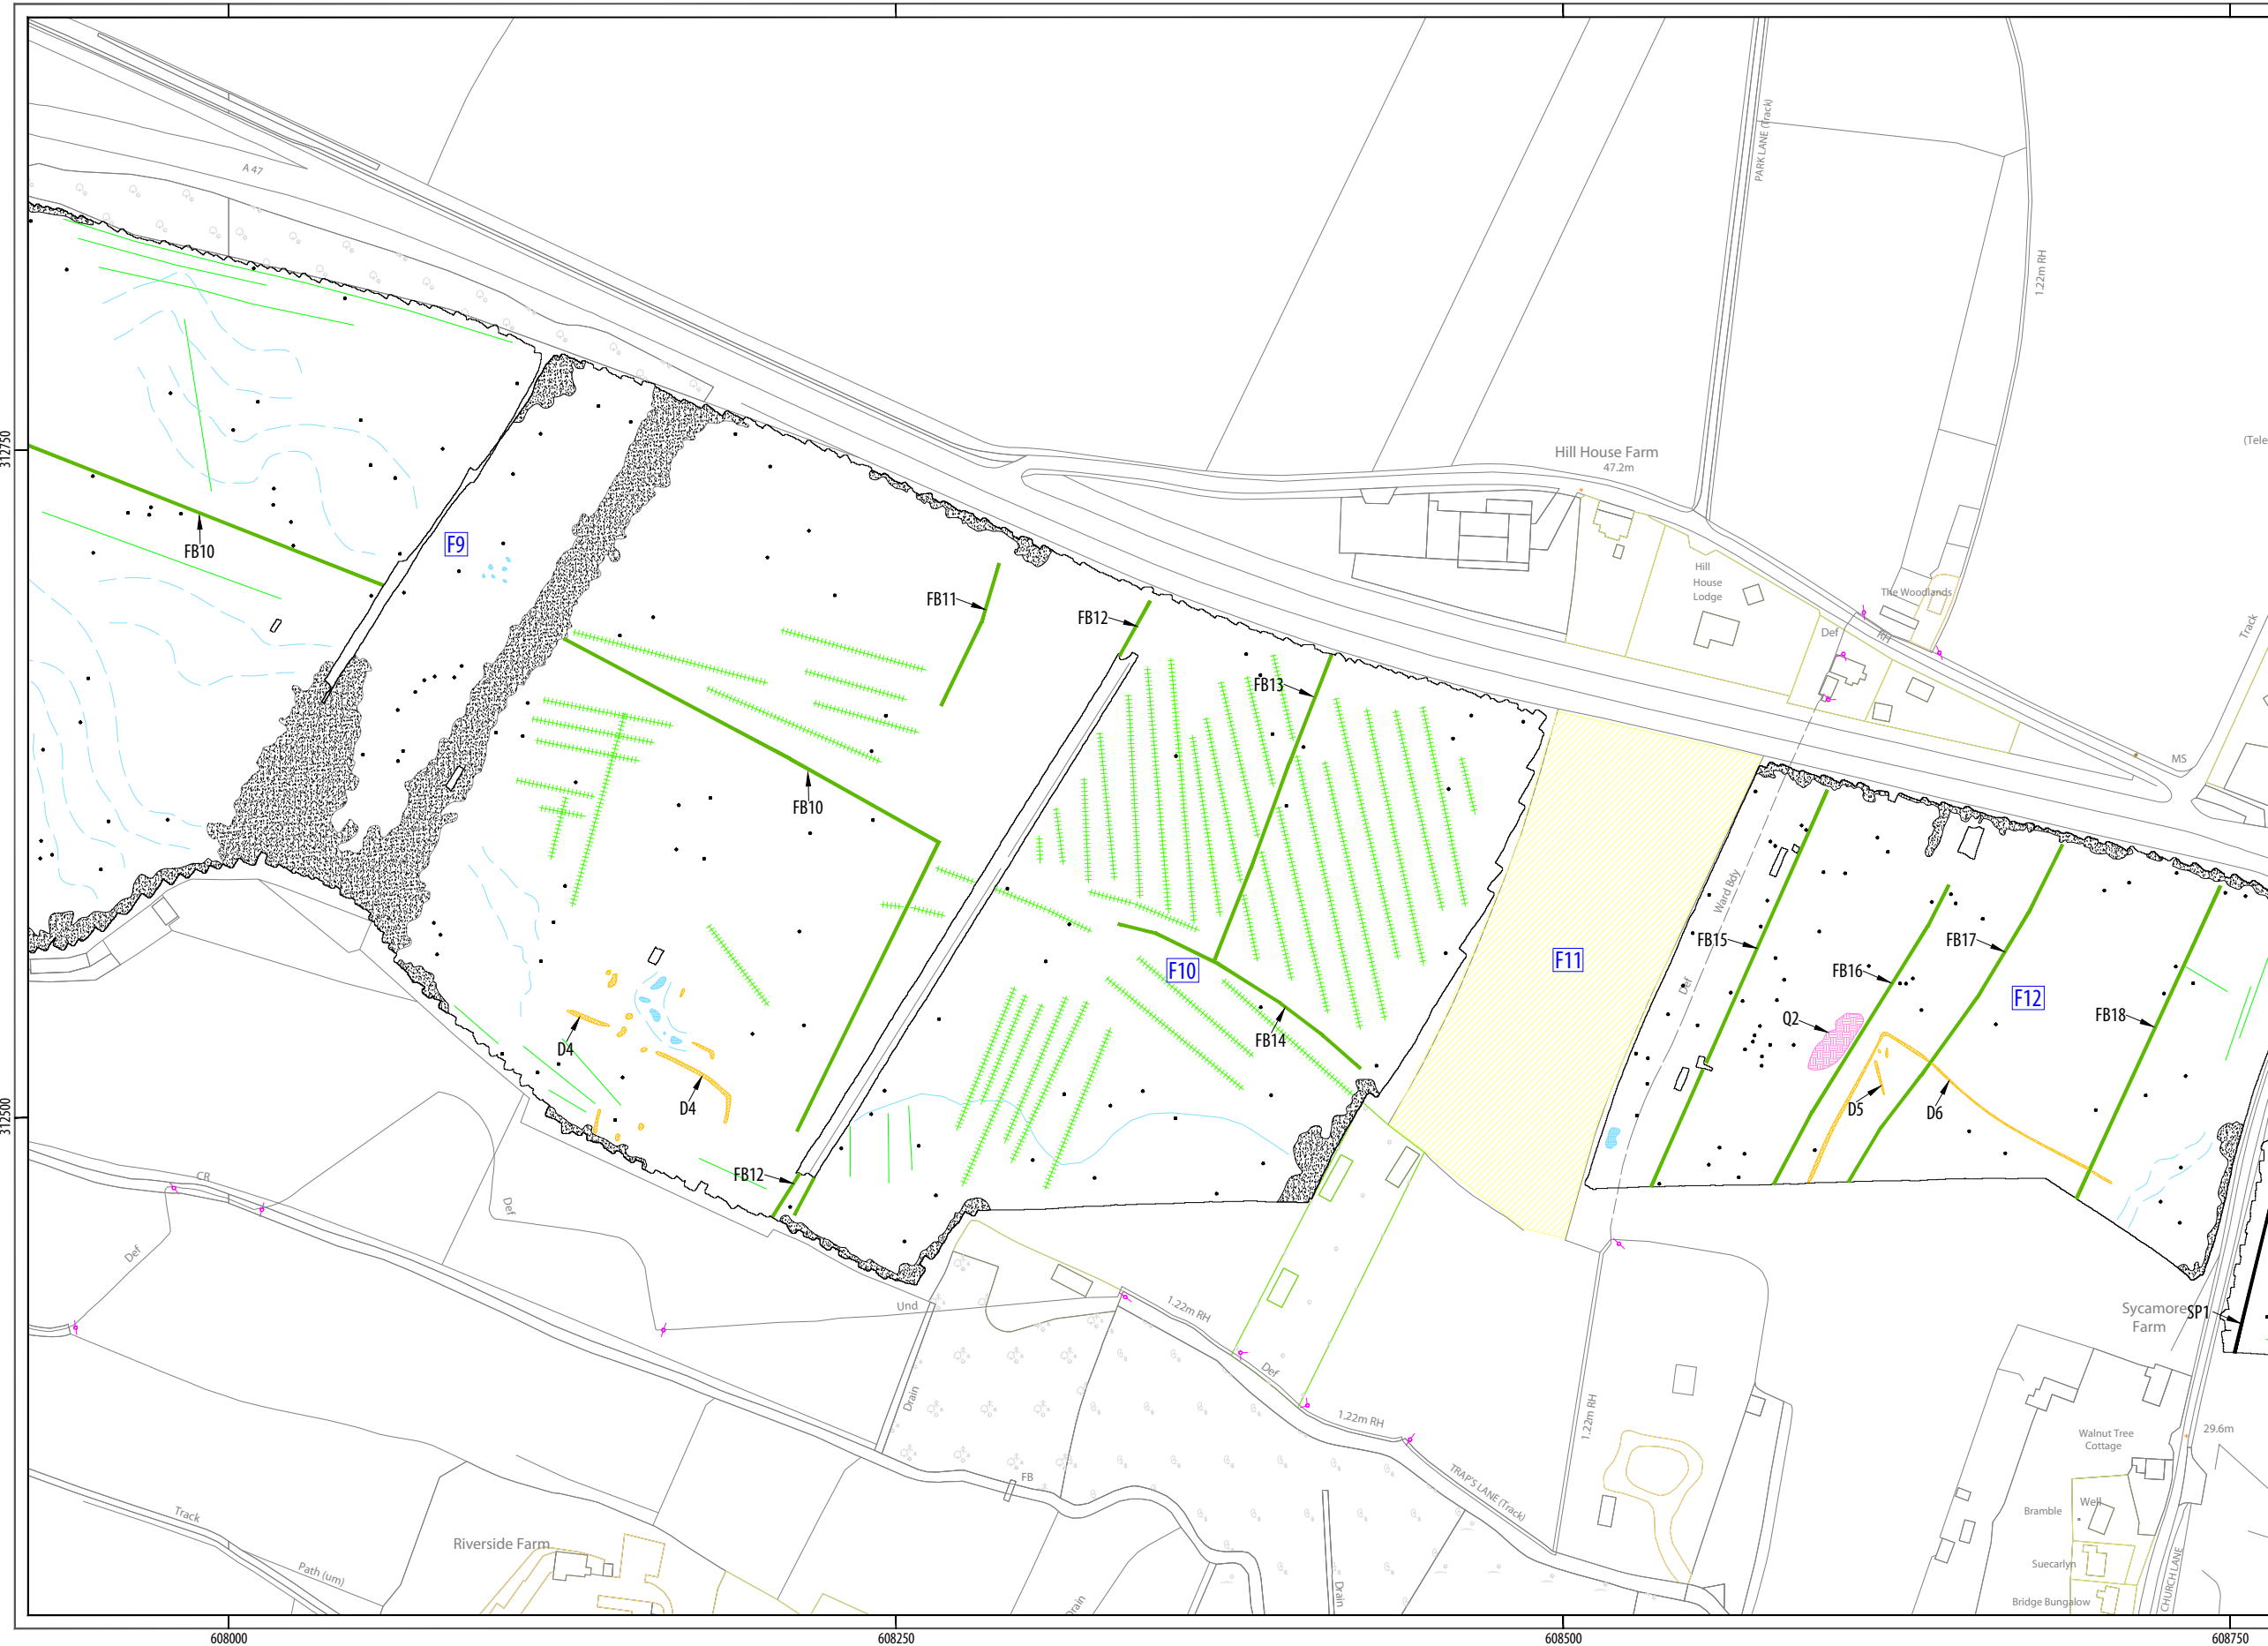 A 47
PARK LANE (Track)
1.22m RH
312750
Hill House Farm
47.2m
(Tele
FB10
F9
Hill
House
Lodge
The Woodlands
FB11
FB12
Def
RH
Track
FB13
MS
FB10
Ward Bdy
FB15
FB17
F10
F11
FB16
Def
F12
Q2
FB18
D4
FB14
D4
D5
D6
312500
FB12
CR
Def
Def
Und
1.22m RH
Sycamore
Farm
SP1
Def
Drain
1.22m RH
1.22m RH
29.6m
Walnut Tree
Cottage
FB
TRAP'S LANE (Track)
Track
Well
Bramble
Riverside Farm
Path (um)
Suecarlyn
CHURCH LANE
Drain
Drain
Bridge Bungalow
608000
608250
608500
608750